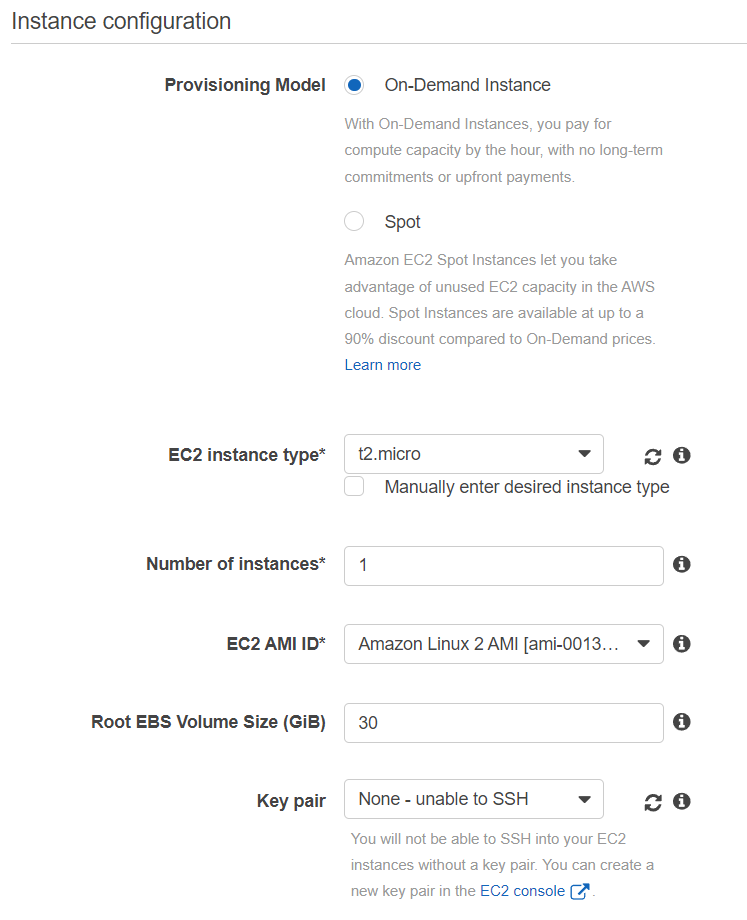 Instance configuration
Provisioning Model
On-Demand Instance
With On-Demand Instances, you pay for
compute capacity by the hour, with no long-term
commitments or upfront payments.
Spot
Amazon EC2 Spot Instances let you take
advantage of unused EC2 capacity in the AWS
cloud. Spot Instances are available at up to a
90% discount compared to On-Demand prices.
Learn more
EC2 instance type*
t2.micro
Manually enter desired instance type
Number of instances*
1
EC2 AMI ID*
Amazon Linux 2 AMI [ami-0013…
Root EBS Volume Size (GiB)
30
Key pair
None - unable to SSH
You will not be able to SSH into your EC2
instances without a key pair. You can create a
new key pair in the EC2 console .